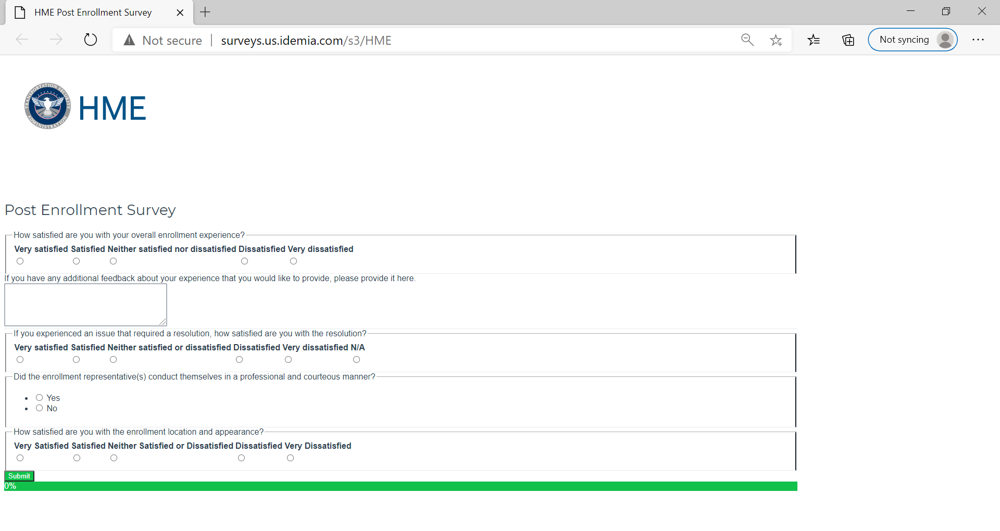 HME Post Enrollment Survey
Not secure | surveys.us.idemia.com/s3/HME
Not syncing
TRANSPORTATION SECURITY ADMINISTRATION
HME
Post Enrollment Survey
How satisfied are you with your overall enrollment experience?
Very satisfied Satisfied Neither satisfied nor dissatisfied Dissatisfied Very dissatisfied
If you have any additional feedback about your experience that you would like to provide, please provide it here.
If you experienced an issue that required a resolution, how satisfied are you with the resolution?
Very satisfied Satisfied Neither satisfied or dissatisfied Dissatisfied Very dissatisfied N/A
Did the enrollment representative(s) conduct themselves in a professional and courteous manner?
Yes
No
How satisfied are you with the enrollment location and appearance?
Very Satisfied Satisfied Neither Satisfied or Dissatisfied Dissatisfied Very Dissatisfied
Submit
0%